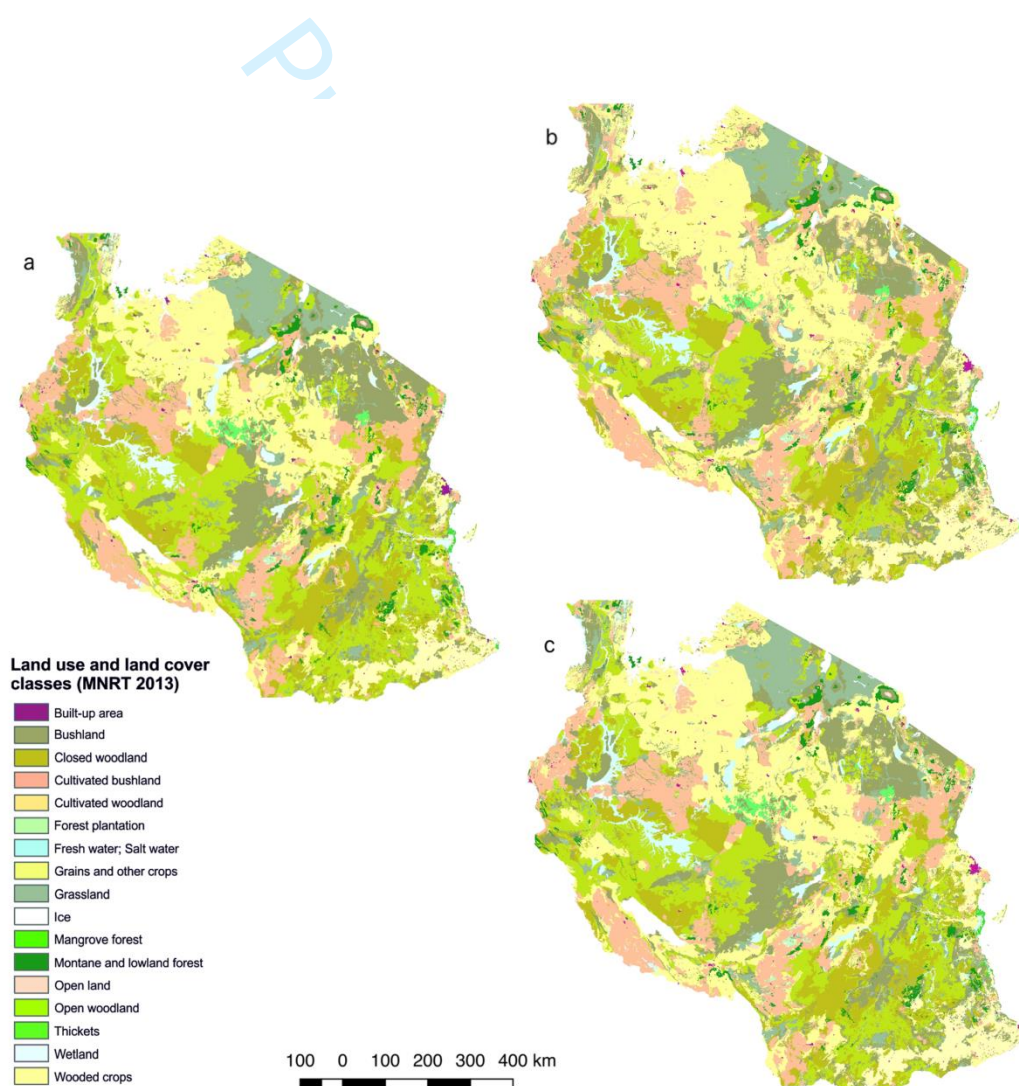 P
b
a
c
Land use and land cover
classes (MNRT 2013)
Built-up area
Bushland
Closed woodland
Cultivated bushland
Cultivated woodland
Forest plantation
Fresh water; Salt water
Grains and other crops
Grassland
Ice
Mangrove forest
Montane and lowland forest
Open land
Open woodland
Thickets
Wetland
Wooded crops
100 0 100 200 300 400 km